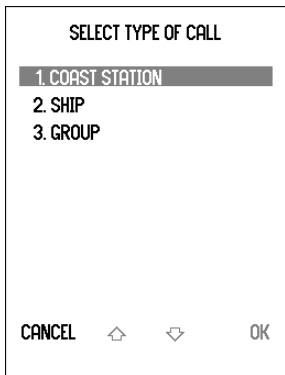 SELECT TYPE OF CALL
1. COAST STATION
2. SHIP
3. GROUP
CANCEL OK